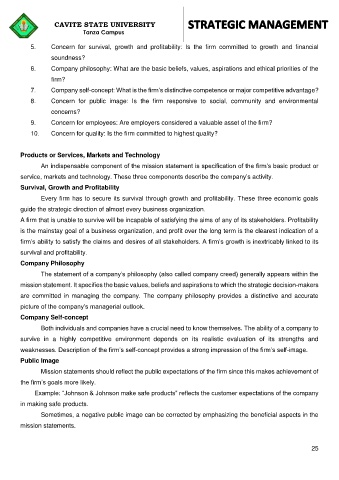 CAVITE STATE UNIVERSITY
Tanza Campus
STRATEGIC MANAGEMENT
5. Concern for survival, growth and profitability: Is the firm committed to growth and financial
soundness?
6. Company philosophy: What are the basic beliefs, values, aspirations and ethical priorities of the
firm?
7. Company self-concept: What is the firm's distinctive competence or major competitive advantage?
8. Concern for public image: Is the firm responsive to social, community and environmental
concerns?
9. Concern for employees: Are employers considered a valuable asset of the firm?
10. Concern for quality: Is the firm committed to highest quality?
Products or Services, Markets and Technology
An indispensable component of the mission statement is specification of the firm's basic product or
service, markets and technology. These three components describe the company's activity.
Survival, Growth and Profitability
Every firm has to secure its survival through growth and profitability. These three economic goals
guide the strategic direction of almost every business organization.
A firm that is unable to survive will be incapable of satisfying the aims of any of its stakeholders. Profitability
is the mainstay goal of a business organization, and profit over the long term is the clearest indication of a
firm's ability to satisfy the claims and desires of all stakeholders. A firm's growth is inextricably linked to its
survival and profitability.
Company Philosophy
The statement of a company's philosophy (also called company creed) generally appears within the
mission statement. It specifies the basic values, beliefs and aspirations to which the strategic decision-makers
are committed in managing the company. The company philosophy provides a distinctive and accurate
picture of the company's managerial outlook.
Company Self-concept
Both individuals and companies have a crucial need to know themselves. The ability of a company to
survive in a highly competitive environment depends on its realistic evaluation of its strengths and
weaknesses. Description of the firm's self-concept provides a strong impression of the firm's self-image.
Public Image
Mission statements should reflect the public expectations of the firm since this makes achievement of
the firm's goals more likely.
Example: "Johnson & Johnson make safe products" reflects the customer expectations of the company
in making safe products.
Sometimes, a negative public image can be corrected by emphasizing the beneficial aspects in the
mission statements.
25